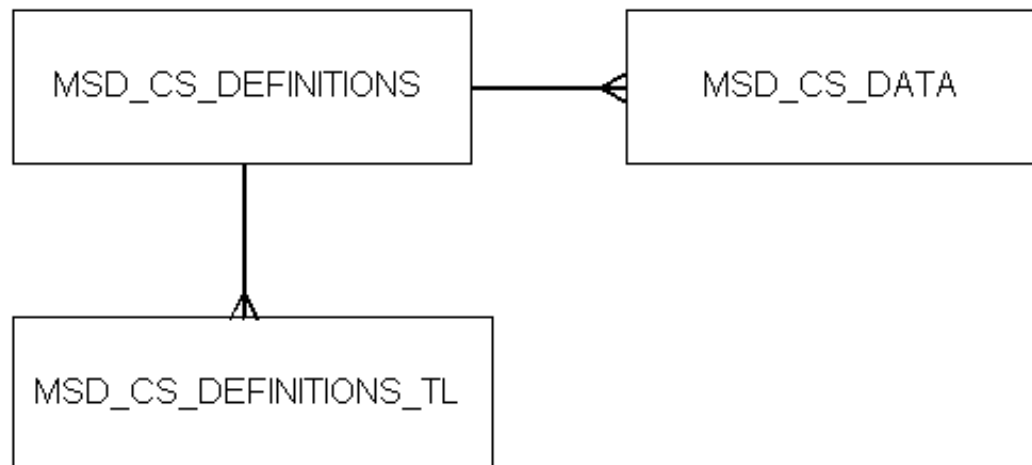 MSD_CS_DEFINITIONS
MSD_CS_DATA
MSD_CS_DEFINITIONS_TL